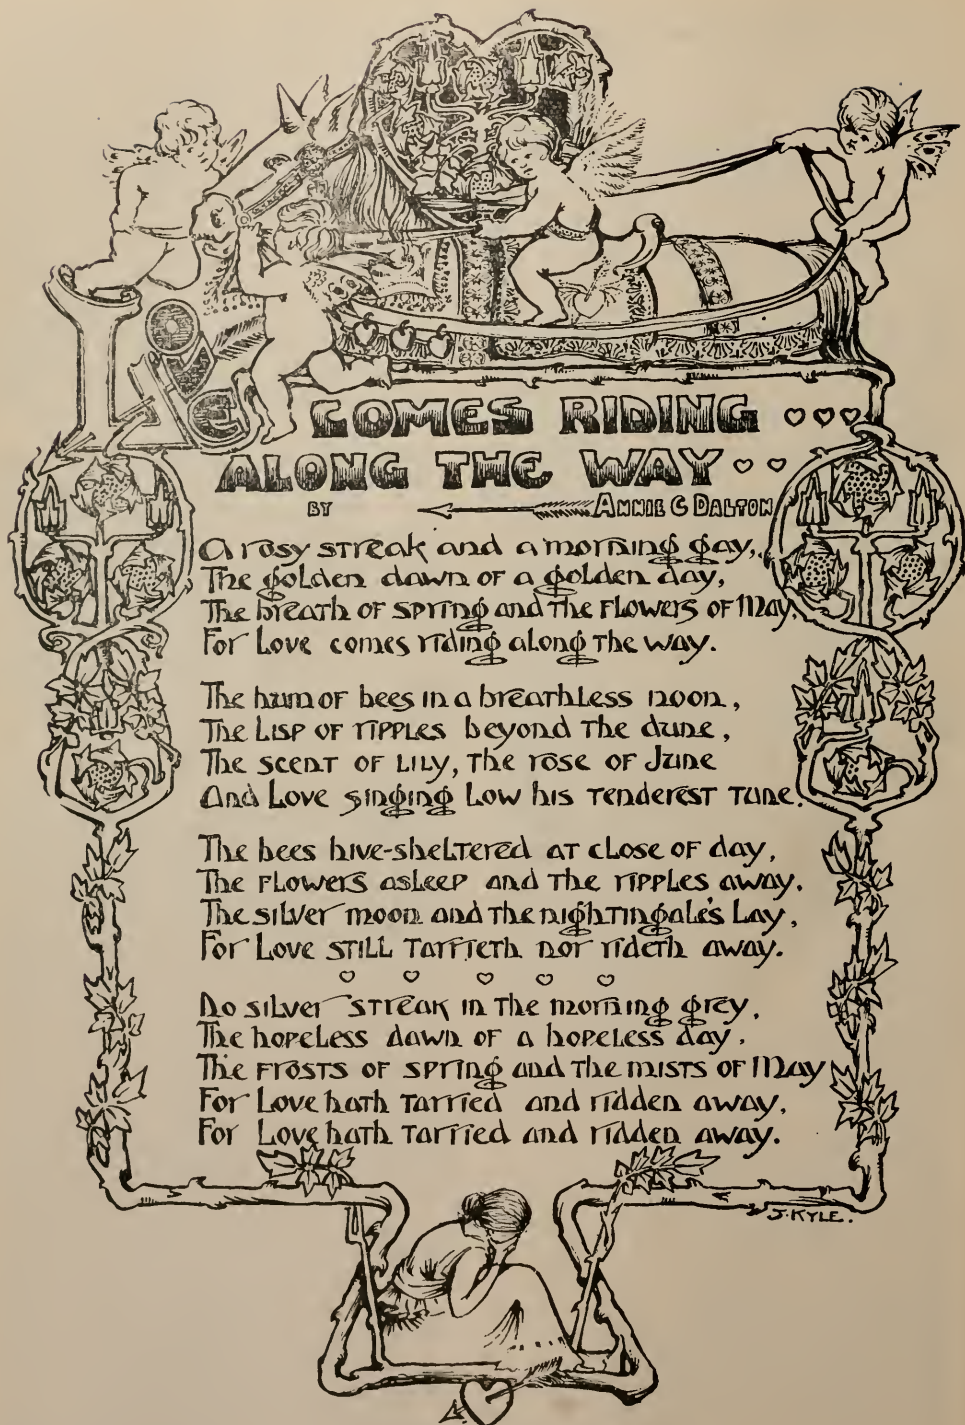 LOVE COMES RIDING
ALONG THE WAY
BY ANNIE C DALTON
A rosy streak and a morning gay,
The golden dawn of a golden day,
The breath of spring and the flowers of May,
For Love comes riding along the way.
The hum of bees in a breathless noon,
The lisp of ripples beyond the dune,
The scent of lily, the rose of June
And Love singing low his tenderest tune.
The bees hive-sheltered at close of day,
The flowers asleep and the ripples away.
The silver moon and the nightingale's lay,
For Love still tarrieth nor rideth away.
No silver streak in the morning grey,
The hopeless dawn of a hopeless day,
The frosts of spring and the mists of May
For Love hath tarried and ridden away,
For Love hath tarried and ridden away.
J. KYLE.